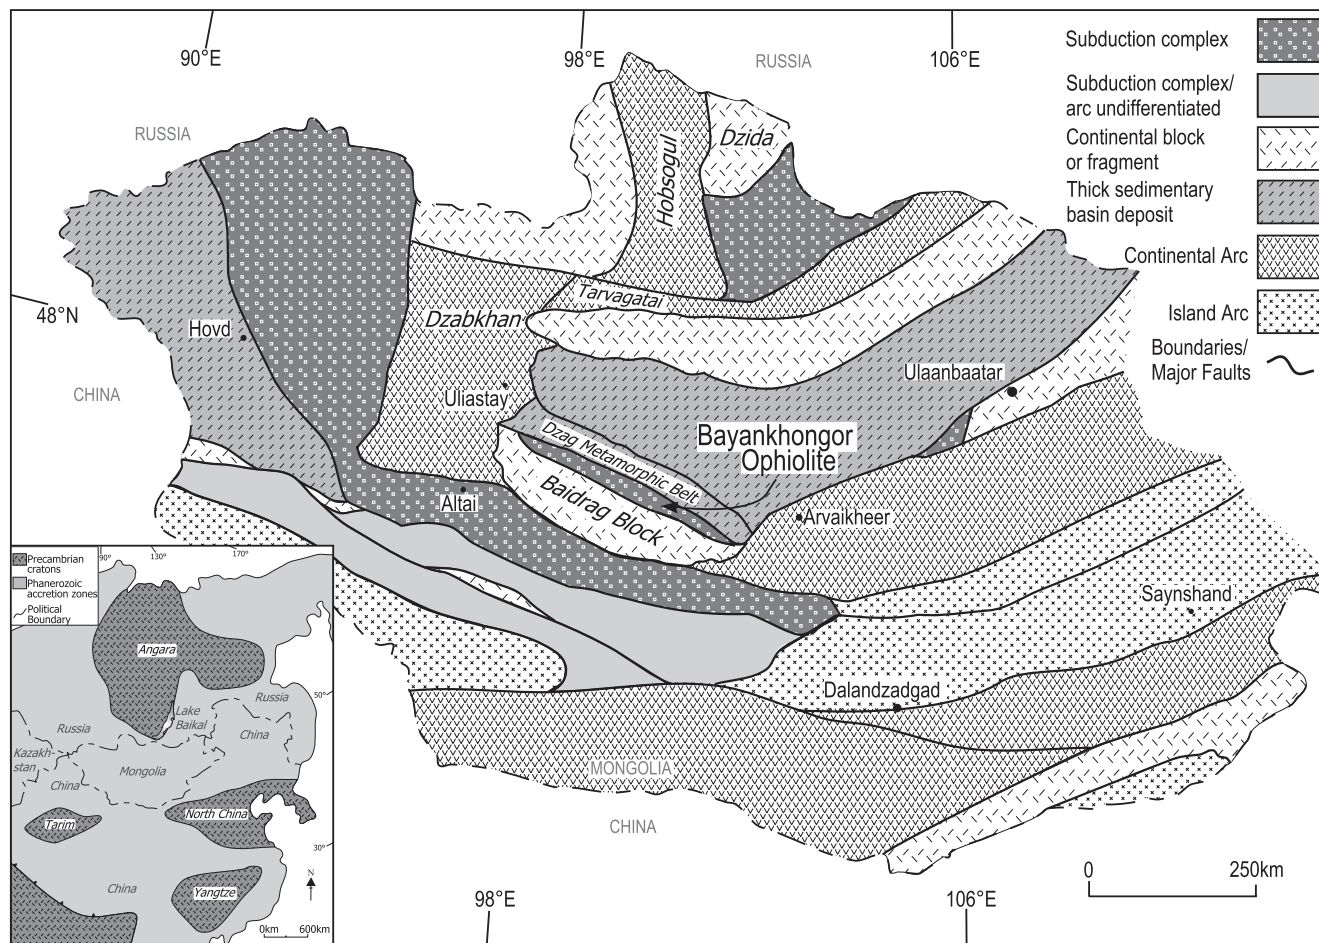 90°E
98°E
106°E
RUSSIA
RUSSIA
CHINA
48°N
Subduction complex
Subduction complex/
arc undifferentiated
Continental block
or fragment
Thick sedimentary
basin deposit
Continental Arc
Island Arc
Boundaries/
Major Faults
Dzida
Hobsogul
Tarvagatai
Dzabkhan
Hovd
Uliastay
Ulaanbaatar
Bayankhongor
Ophiolite
Dzag Metamorphic Belt
Baidrag Block
Altai
Arvaikheer
Saynshand
Dalandzadgad
MONGOLIA
CHINA
0
250km
98°E
106°E
Precambrian
cratons
Phanerozoic
accretion zones
Political
Boundary
90°
130°
170°
Angara
Russia
50°
Lake
Baikal
Russia
China
Kazakh-
stan
Mongolia
China
North China
Tarim
30°
China
Yangtze
N
0km
600km